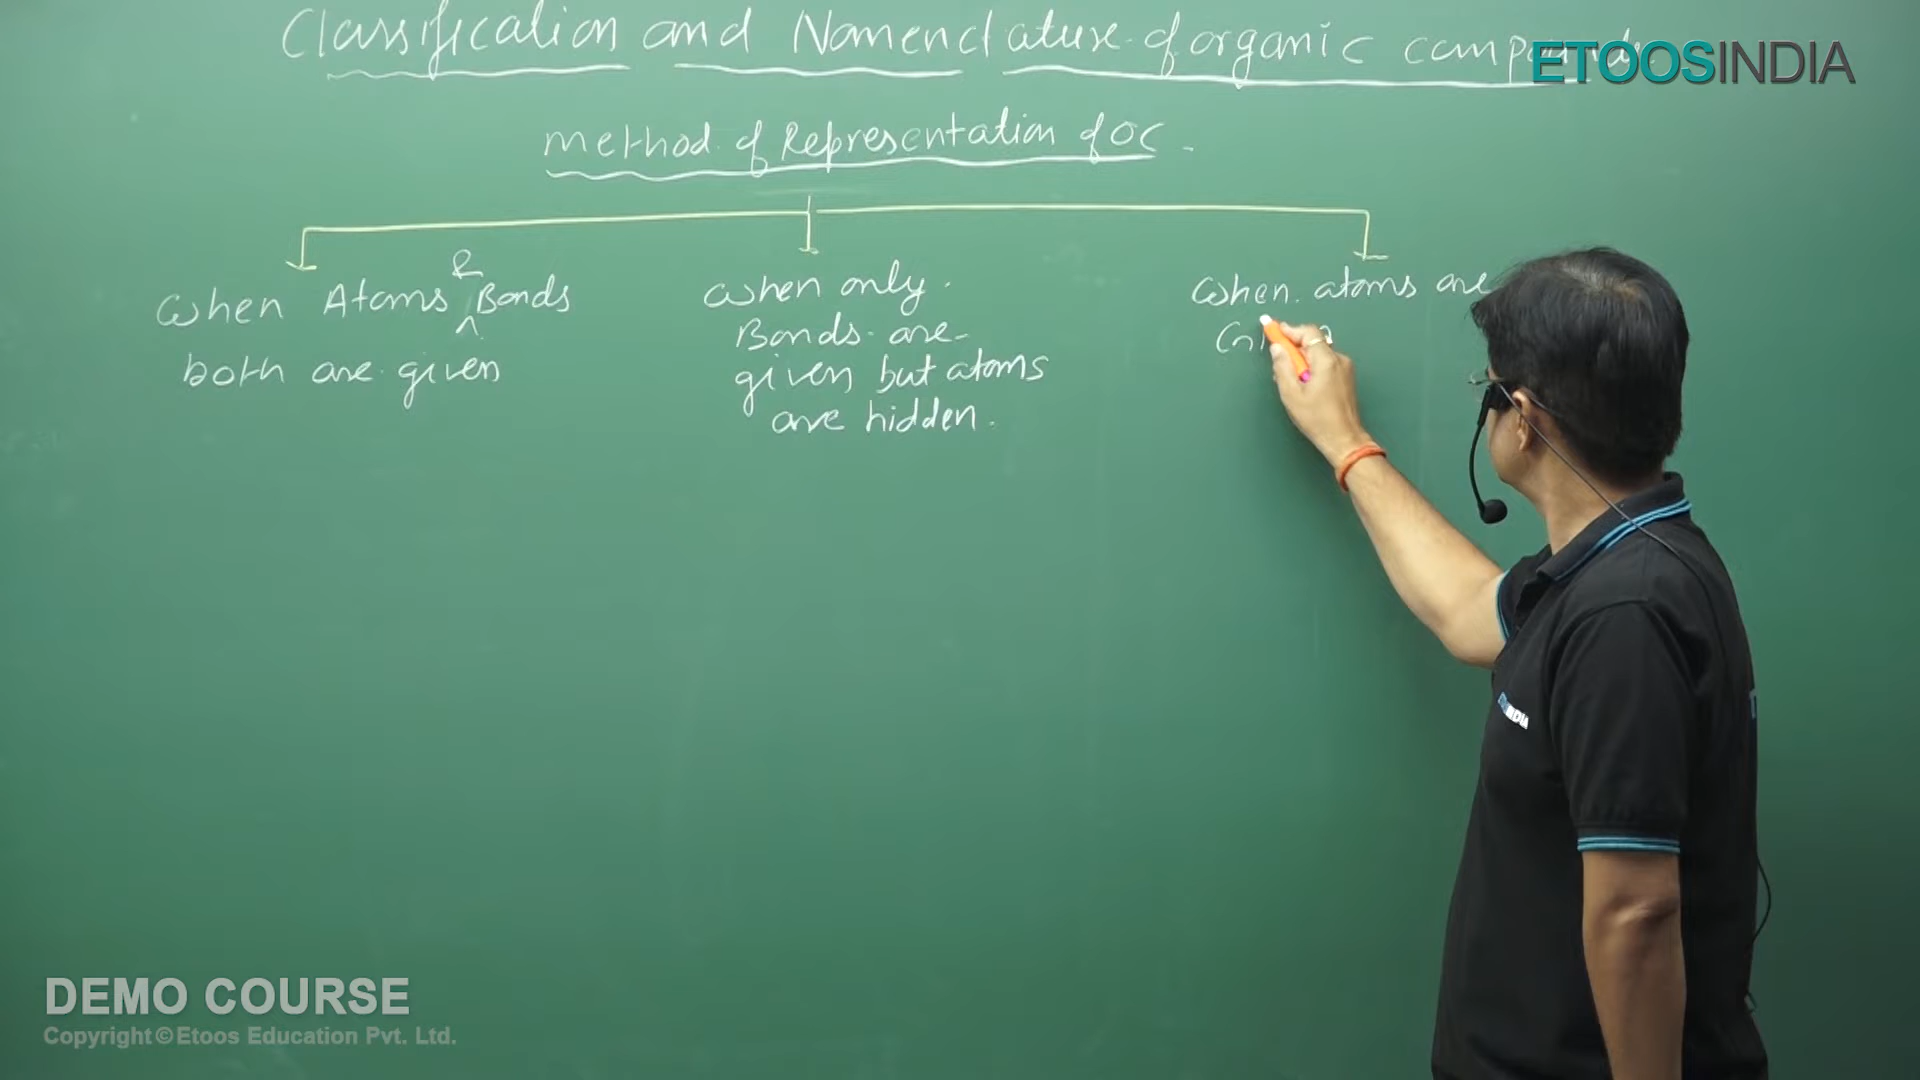 Classification and Nomenclature of organic
ETOOSINDIA
method of Representation of OC
When Atoms & Bonds
both are given
When only
Bonds are
given but atoms
are hidden.
When atoms are
DEMO COURSE
Copyright © Etoos Education Pvt. Ltd.